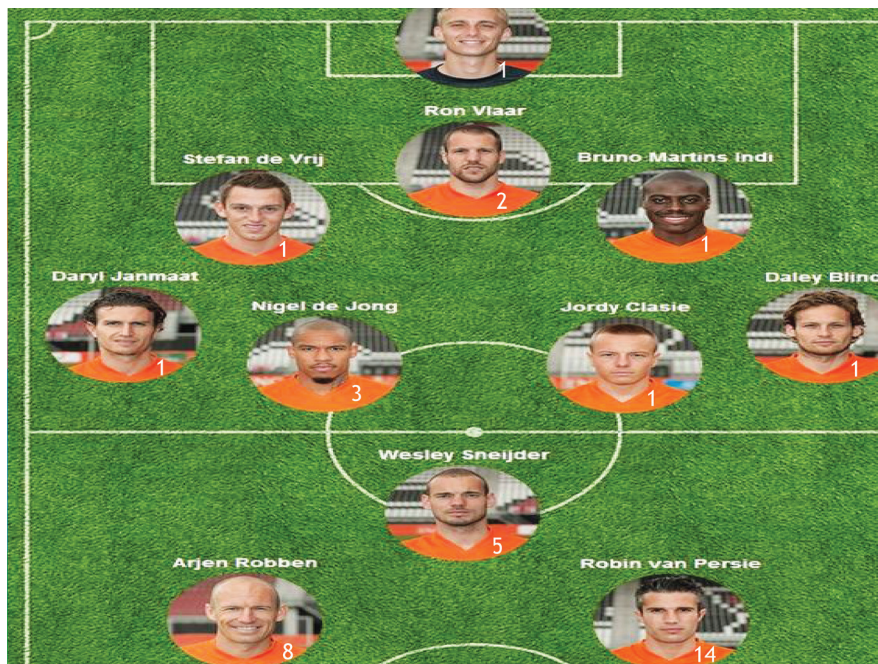 1
Ron Vlaar
2
Stefan de Vrij
1
Bruno Martins Indi
1
Daryl Janmaat
1
Nigel de Jong
3
Jordy Clasie
1
Daley Blind
1
Wesley Sneijder
5
Arjen Robben
8
Robin van Persie
14